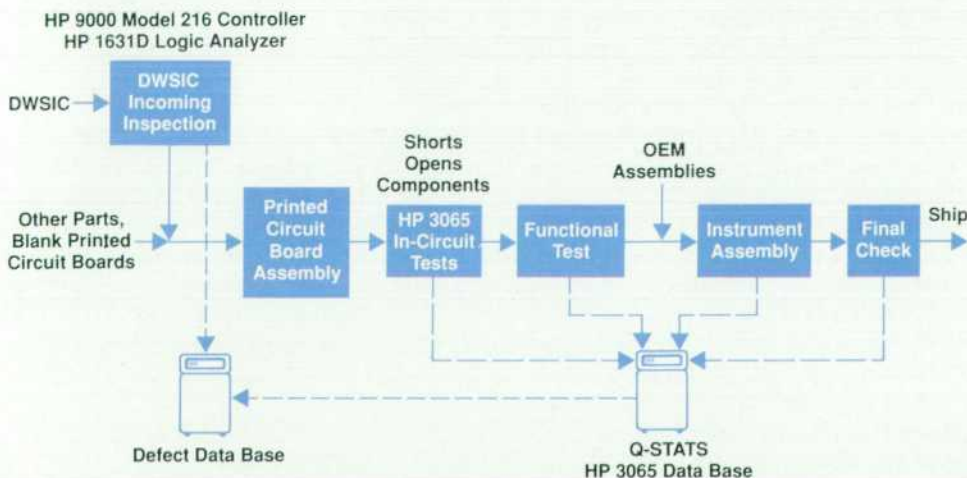 HP 9000 Model 216 Controller
HP 1631D Logic Analyzer
DWSIC
DWSIC
Incoming
Inspection
Shorts
Opens
Components
OEM
Assemblies
Other Parts,
Blank Printed
Circuit Boards
Printed
Circuit
Board
Assembly
HP 3065
In-Circuit
Tests
Functional
Test
Instrument
Assembly
Final
Check
Ship
Defect Data Base
Q-STATS
HP 3065 Data Base